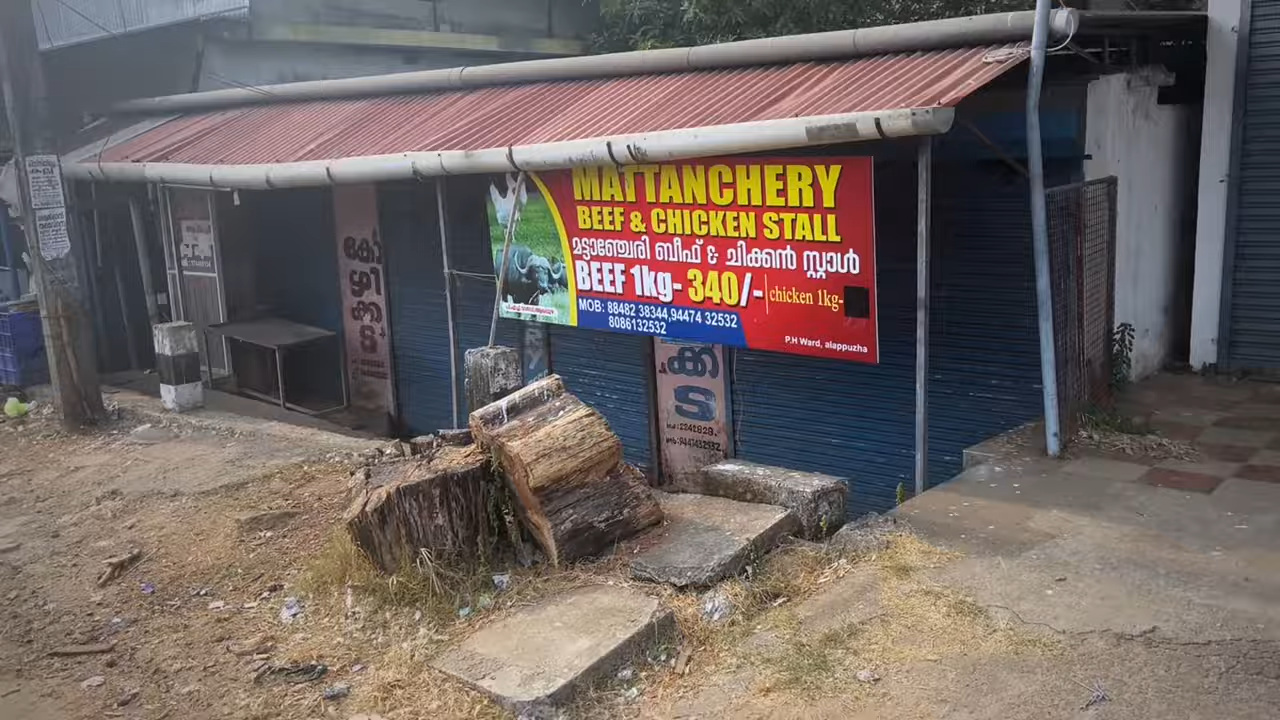 MATTANCHERY
BEEF & CHICKEN STALL
മട്ടാഞ്ചേരി ബീഫ് & ചിക്കൻ സ്റ്റാൾ
BEEF 1kg- 340/- chicken 1kg-
MOB: 88482 38344,94474 32532
8086132532
P.H Ward, alappuzha
കോ
ഴി
ക്ക
ട
ക്ക
ട